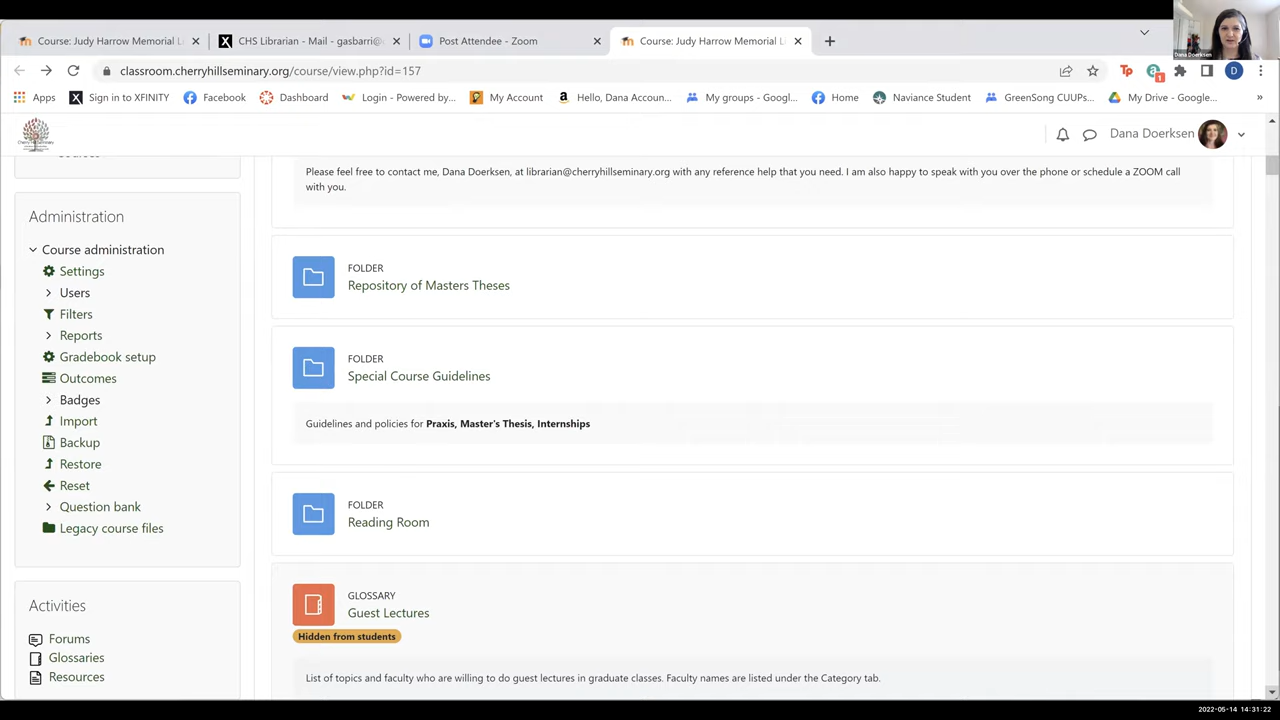 Course: Judy Harrow Memorial L
CHS Librarian - Mail - gasbarri@
Post Attendee - Zoom
Course: Judy Harrow Memorial L
Dana Doerksen
classroom.cherryhillseminary.org/course/view.php?id=157
Apps
Sign in to XFINITY
Facebook
Dashboard
Login - Powered by...
My Account
Hello, Dana Accoun...
My groups - Googl...
Home
Naviance Student
GreenSong CUUPs...
My Drive - Google...
Dana Doerksen
Please feel free to contact me, Dana Doerksen, at librarian@cherryhillseminary.org with any reference help that you need. I am also happy to speak with you over the phone or schedule a ZOOM call
with you.
Administration
Course administration
Settings
Users
Filters
Reports
Gradebook setup
Outcomes
Badges
Import
Backup
Restore
Reset
Question bank
Legacy course files
Activities
Forums
Glossaries
Resources
FOLDER
Repository of Masters Theses
FOLDER
Special Course Guidelines
Guidelines and policies for Praxis, Master's Thesis, Internships
FOLDER
Reading Room
GLOSSARY
Guest Lectures
Hidden from students
List of topics and faculty who are willing to do guest lectures in graduate classes. Faculty names are listed under the Category tab.
2022-05-14 14:31:22